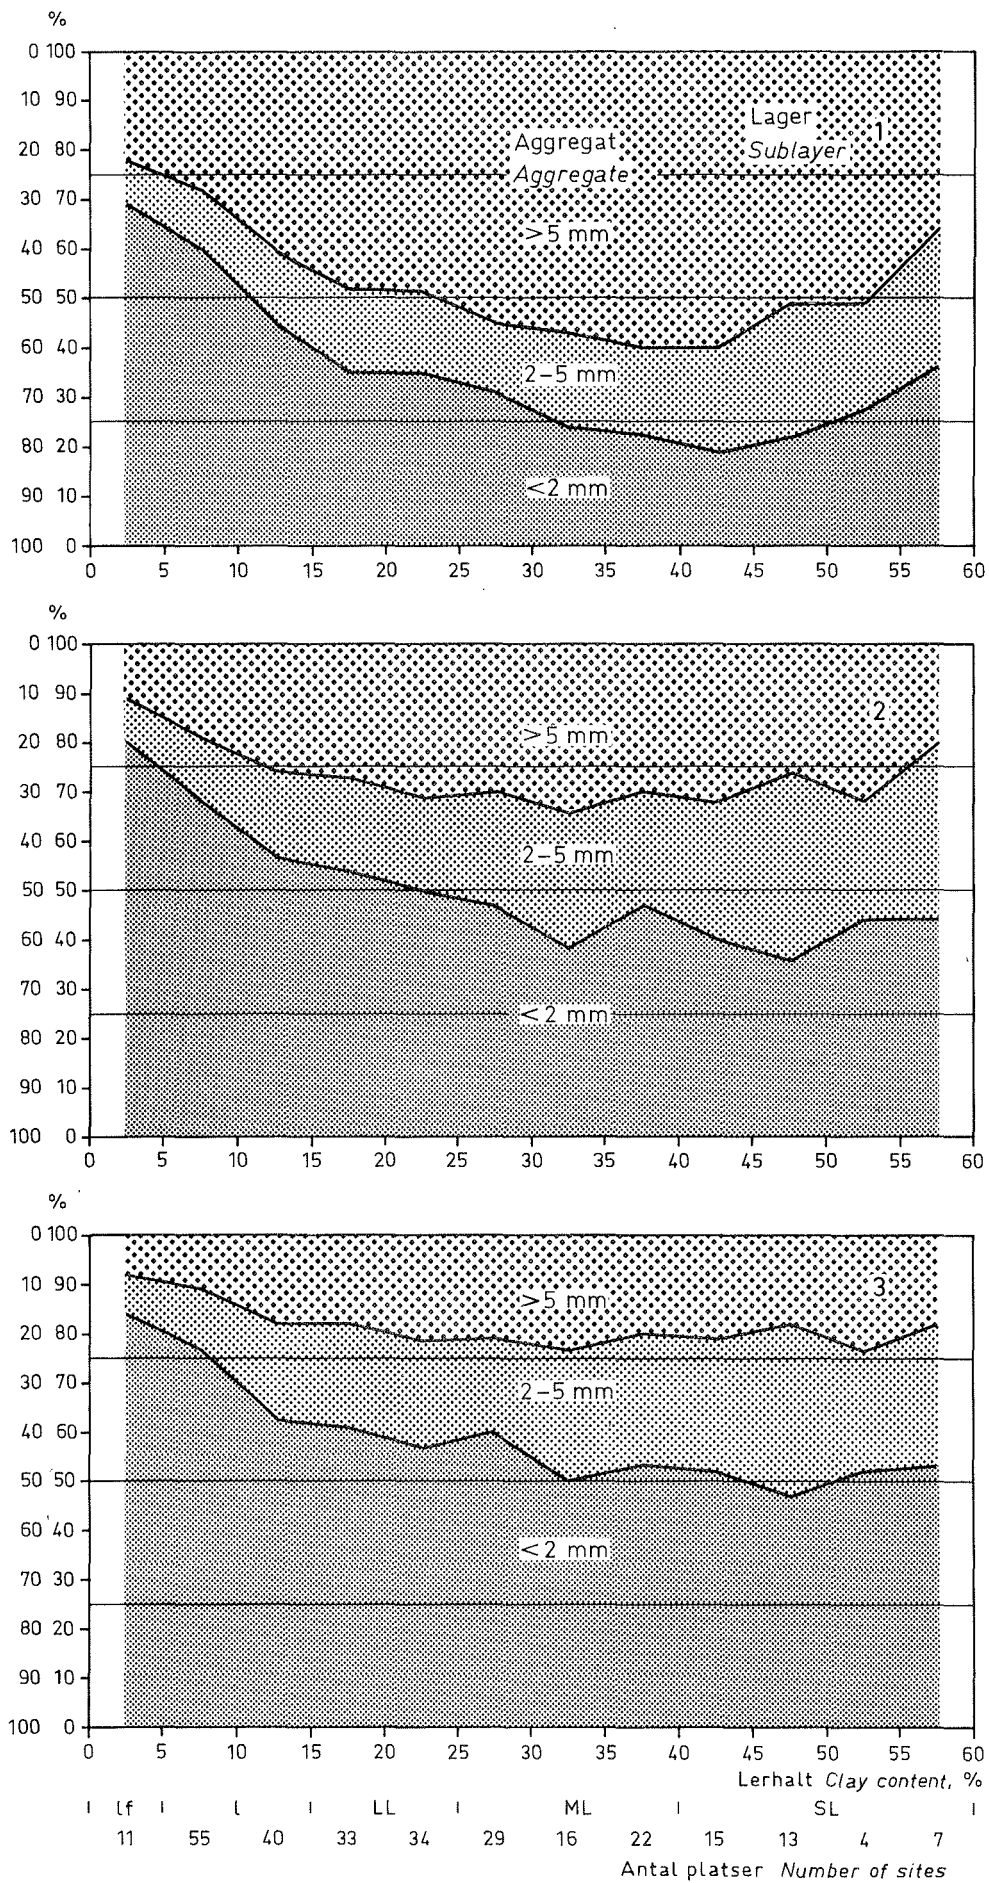 %
0 100
10 90
20 80
30 70
40 60
50 50
60 40
70 30
80 20
90 10
100 0
Lager
Sublayer 1
Aggregat
Aggregate
>5 mm
2–5 mm
<2 mm
0 5 10 15 20 25 30 35 40 45 50 55 60
%
0 100
10 90
20 80
30 70
40 60
50 50
60 40
70 30
80 20
90 10
100 0
2
>5 mm
2–5 mm
<2 mm
0 5 10 15 20 25 30 35 40 45 50 55 60
%
0 100
10 90
20 80
30 70
40 60
50 50
60 40
70 30
80 20
90 10
100 0
3
>5 mm
2–5 mm
<2 mm
0 5 10 15 20 25 30 35 40 45 50 55 60
Lerhalt Clay content, %
lf l LL ML SL
11 55 40 33 34 29 16 22 15 13 4 7
Antal platser Number of sites